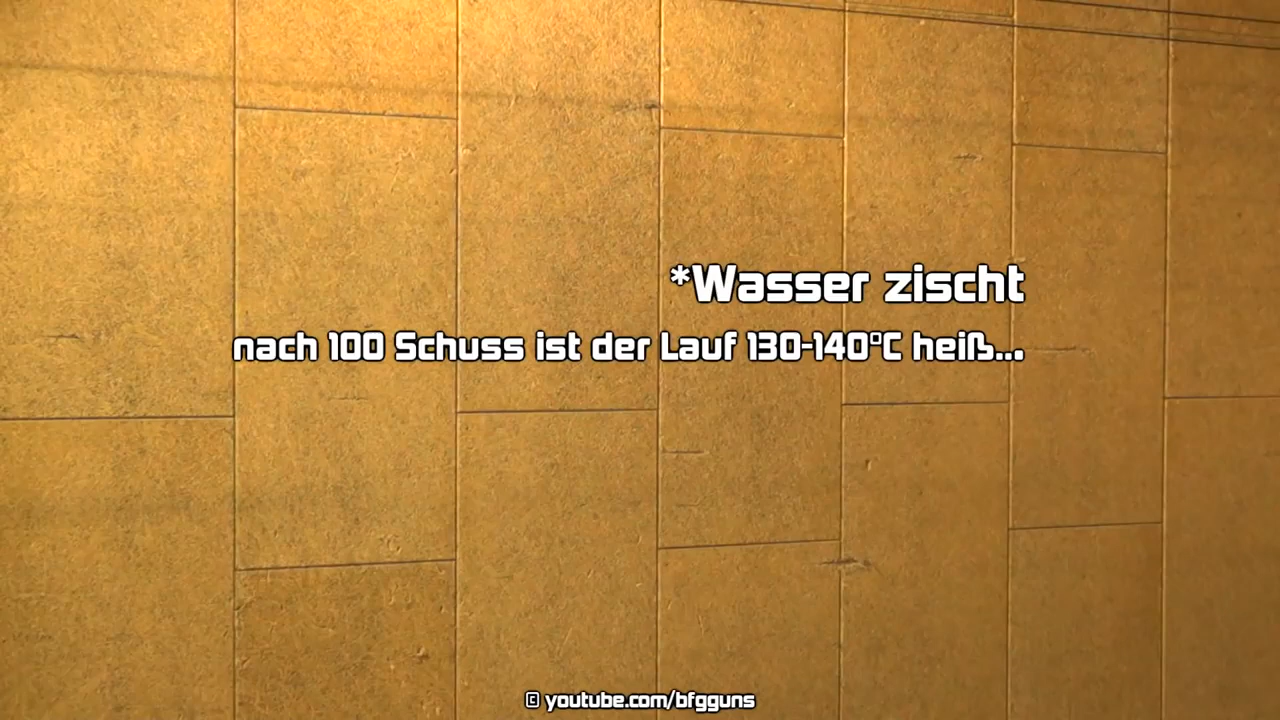 *Wasser zischt
nach 100 Schuss ist der Lauf 130-140°C heiß...
© youtube.com/bfgguns